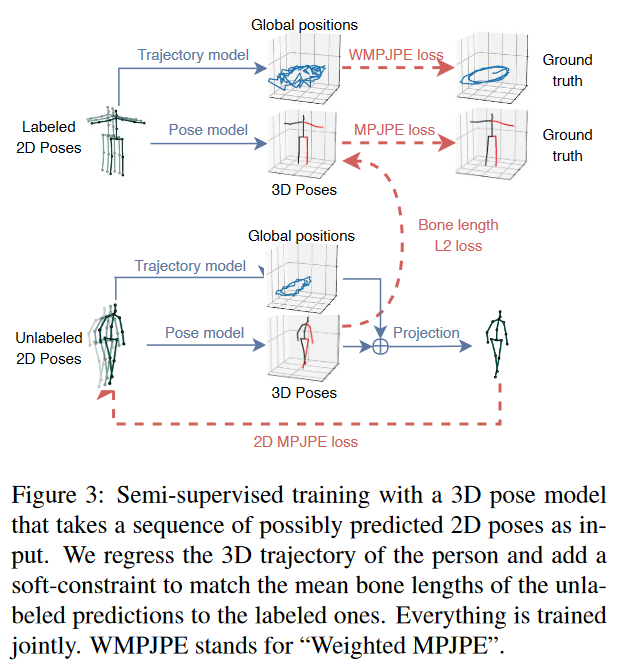 Global positions
Trajectory model
WMPJPE loss
Ground
truth
Labeled
2D Poses
Pose model
MPJPE loss
Ground
truth
3D Poses
Bone length
L2 loss
Global positions
Trajectory model
Unlabeled
2D Poses
Pose model
Projection
3D Poses
2D MPJPE loss
Figure 3: Semi-supervised training with a 3D pose model
that takes a sequence of possibly predicted 2D poses as in-
put. We regress the 3D trajectory of the person and add a
soft-constraint to match the mean bone lengths of the unla-
beled predictions to the labeled ones. Everything is trained
jointly. WMPJPE stands for “Weighted MPJPE”.